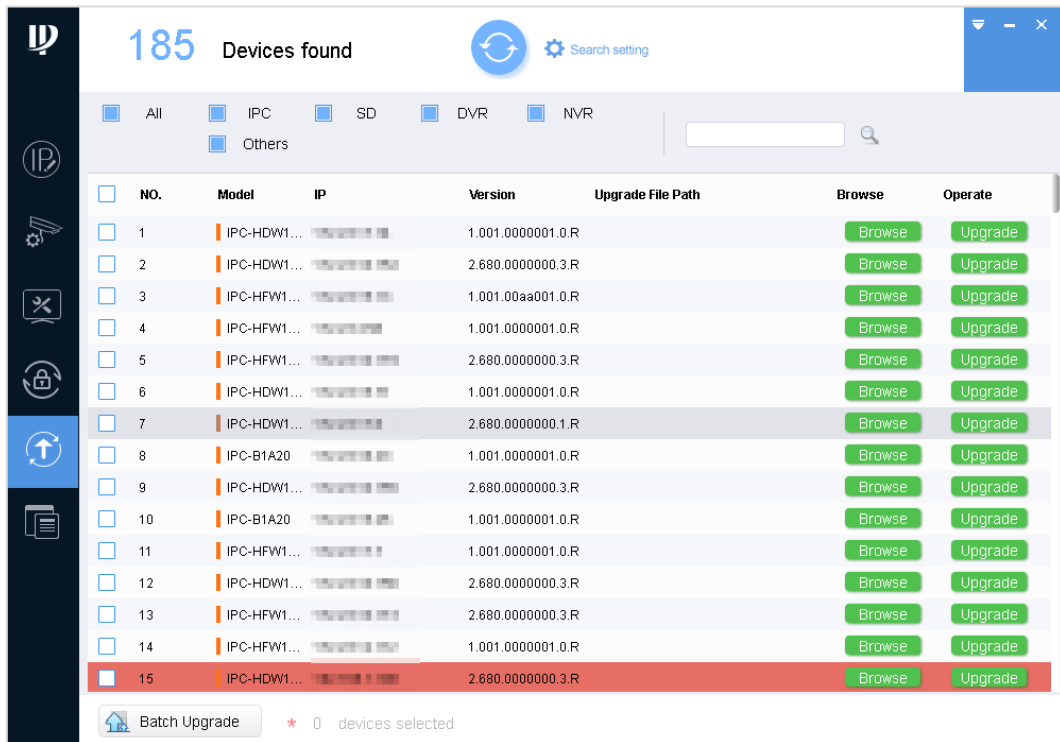 IP
185 Devices found Search setting
All IPC SD DVR NVR
Others
IP
NO. Model IP Version Upgrade File Path Browse Operate
1 IPC-HDW1... 1.001.0000001.0.R Browse Upgrade
2 IPC-HDW1... 2.680.0000000.3.R Browse Upgrade
3 IPC-HFW1... 1.001.00aa001.0.R Browse Upgrade
4 IPC-HFW1... 1.001.0000001.0.R Browse Upgrade
5 IPC-HFW1... 2.680.0000000.3.R Browse Upgrade
6 IPC-HDW1... 1.001.0000001.0.R Browse Upgrade
7 IPC-HDW1... 2.680.0000000.1.R Browse Upgrade
8 IPC-B1A20 1.001.0000001.0.R Browse Upgrade
9 IPC-HDW1... 2.680.0000000.3.R Browse Upgrade
10 IPC-B1A20 1.001.0000001.0.R Browse Upgrade
11 IPC-HFW1... 1.001.0000001.0.R Browse Upgrade
12 IPC-HDW1... 2.680.0000000.3.R Browse Upgrade
13 IPC-HFW1... 2.680.0000000.3.R Browse Upgrade
14 IPC-HFW1... 1.001.0000001.0.R Browse Upgrade
15 IPC-HDW1... 2.680.0000000.3.R Browse Upgrade
Batch Upgrade * 0 devices selected